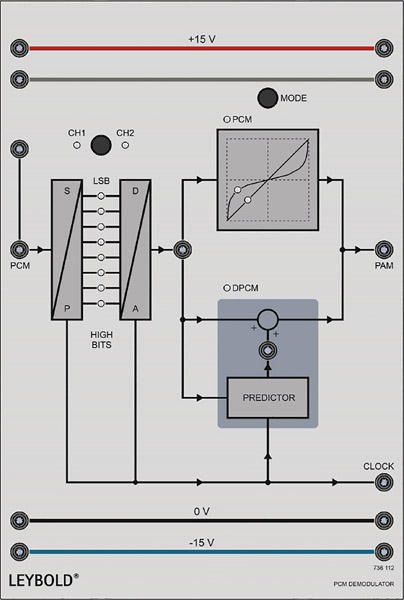 +15 V
MODE
PCM
CH1
CH2
LSB
S
D
PCM
PAM
P
A
DPCM
+
+
HIGH
BITS
PREDICTOR
CLOCK
0 V
-15 V
736 112
LEYBOLD®
PCM DEMODULATOR